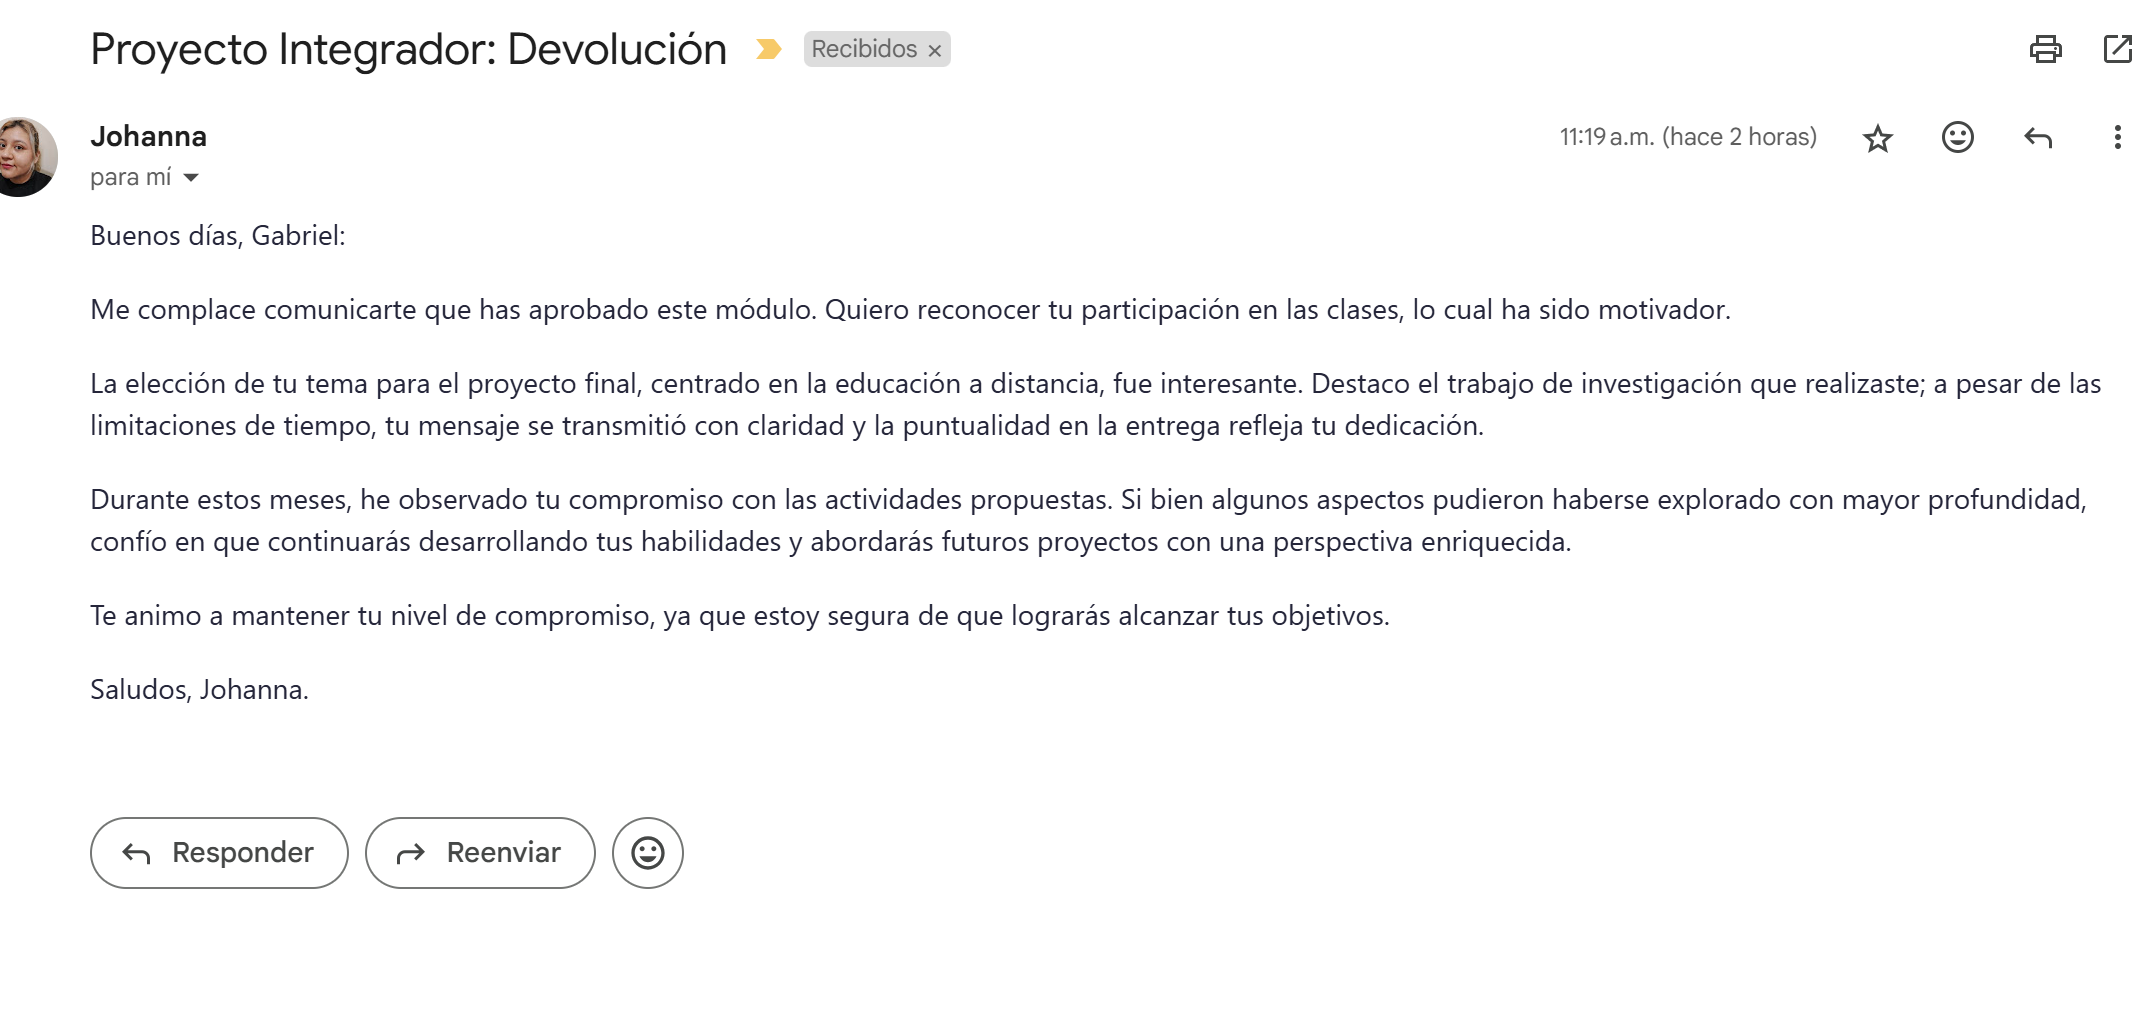 Proyecto Integrador: Devolución
Recibidos ×
Johanna
11:19 a.m. (hace 2 horas)
para mí
Buenos días, Gabriel:
Me complace comunicarte que has aprobado este módulo. Quiero reconocer tu participación en las clases, lo cual ha sido motivador.
La elección de tu tema para el proyecto final, centrado en la educación a distancia, fue interesante. Destaco el trabajo de investigación que realizaste; a pesar de las
limitaciones de tiempo, tu mensaje se transmitió con claridad y la puntualidad en la entrega refleja tu dedicación.
Durante estos meses, he observado tu compromiso con las actividades propuestas. Si bien algunos aspectos pudieron haberse explorado con mayor profundidad,
confío en que continuarás desarrollando tus habilidades y abordarás futuros proyectos con una perspectiva enriquecida.
Te animo a mantener tu nivel de compromiso, ya que estoy segura de que lograrás alcanzar tus objetivos.
Saludos, Johanna.
Responder
Reenviar